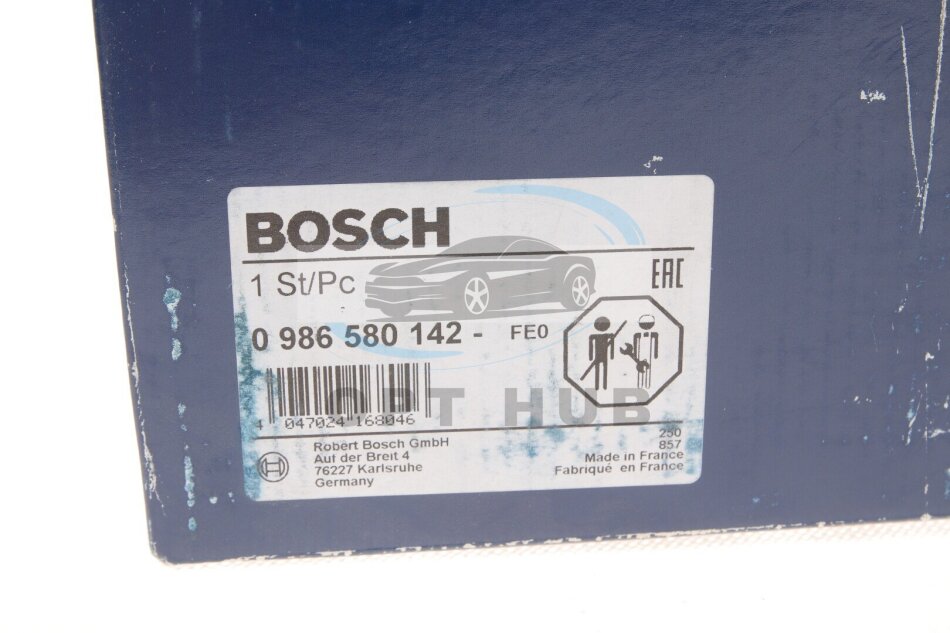 BOSCH
1 St/Pc
EAC
0 986 580 142 - FE0
OPT HUB
4 047024 168046
Robert Bosch GmbH
Auf der Breit 4
76227 Karlsruhe
Germany
250
857
Made in France
Fabriqué en France